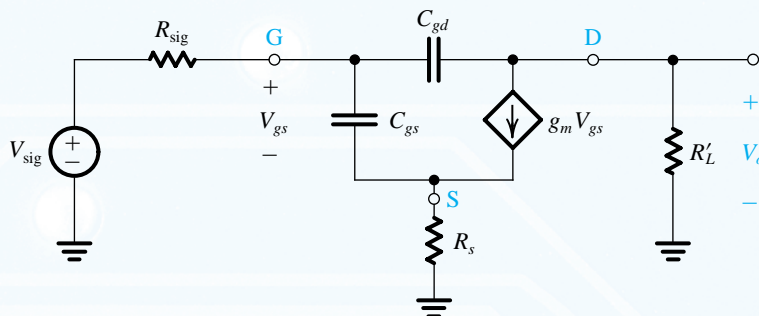 R_sig
G
C_gd
D
+
V_gs
−
C_gs
g_m V_gs
V_sig
+
−
R'_L
+
−
S
R_s